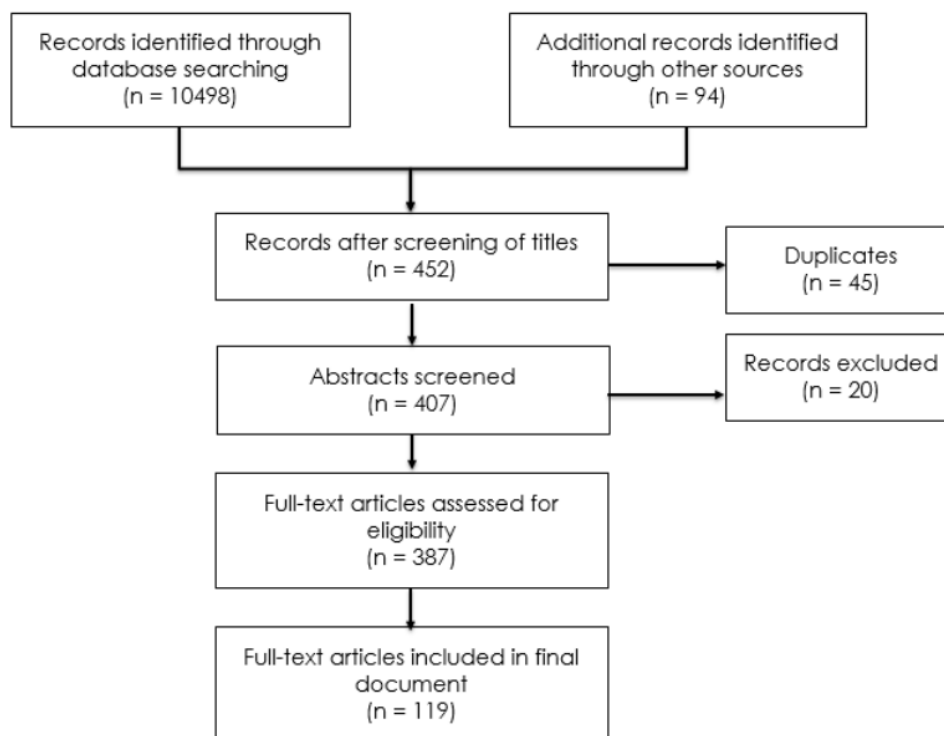 Records identified through
database searching
(n = 10498)
Additional records identified
through other sources
(n = 94)
Records after screening of titles
(n = 452)
Duplicates
(n = 45)
Abstracts screened
(n = 407)
Records excluded
(n = 20)
Full-text articles assessed for
eligibility
(n = 387)
Full-text articles included in final
document
(n = 119)